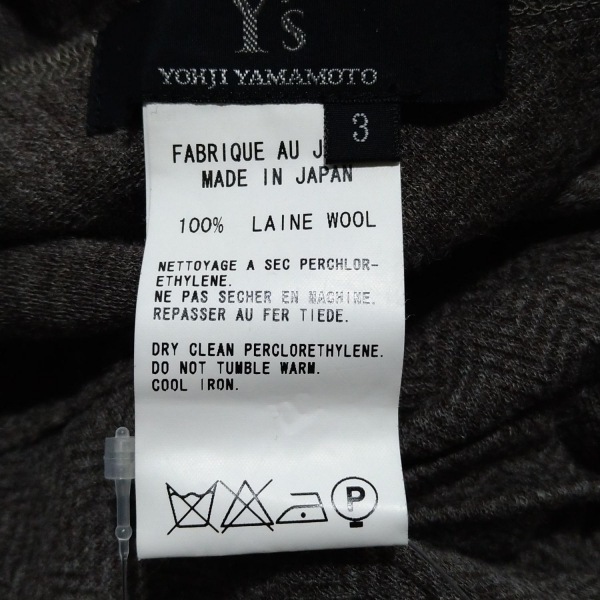 Y's
YOHJI YAMAMOTO
3
FABRIQUE AU J
MADE IN JAPAN
100% LAINE WOOL
NETTOYAGE A SEC PERCHLOR-
ETHYLENE.
NE PAS SECHER EN MACHINE.
REPASSER AU FER TIEDE.
DRY CLEAN PERCLORETHYLENE.
DO NOT TUMBLE WARM.
COOL IRON.
P